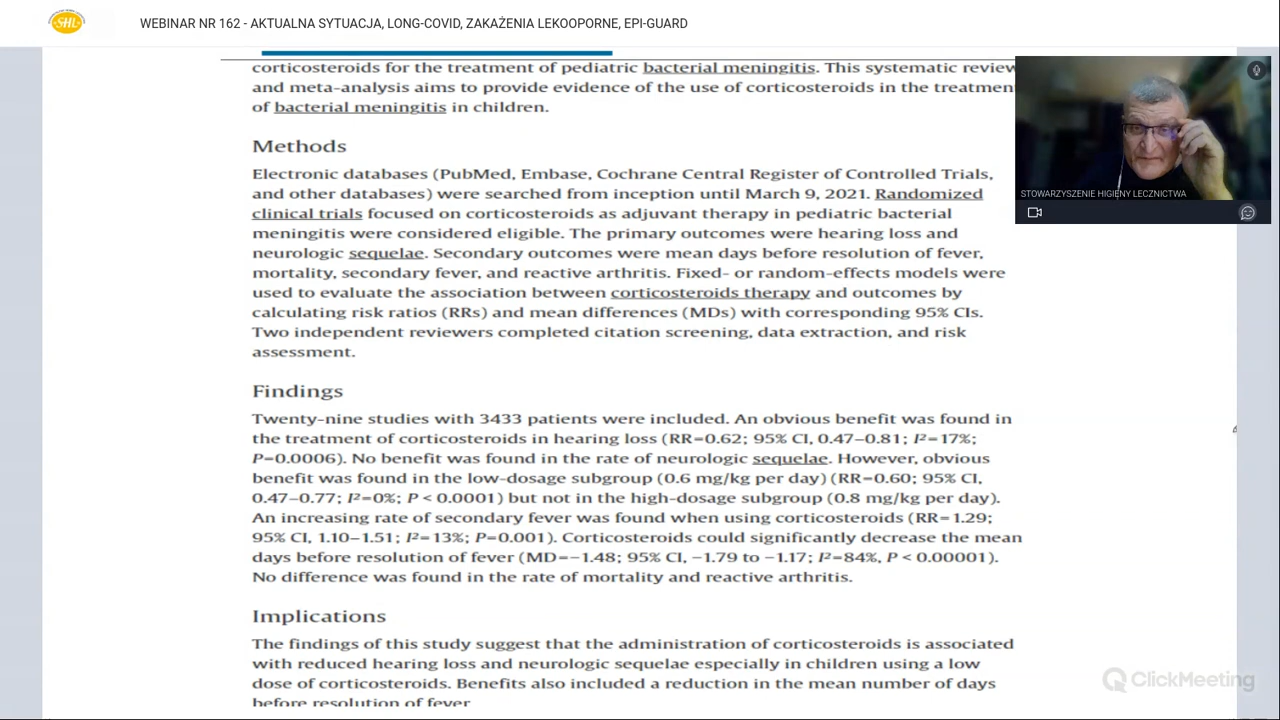 SHL
WEBINAR NR 162 - AKTUALNA SYTUACJA, LONG-COVID, ZAKAŻENIA LEKOOPORNE, EPI-GUARD
corticosteroids for the treatment of pediatric bacterial meningitis. This systematic review
and meta-analysis aims to provide evidence of the use of corticosteroids in the treatment
of bacterial meningitis in children.
Methods
Electronic databases (PubMed, Embase, Cochrane Central Register of Controlled Trials,
and other databases) were searched from inception until March 9, 2021. Randomized
clinical trials focused on corticosteroids as adjuvant therapy in pediatric bacterial
meningitis were considered eligible. The primary outcomes were hearing loss and
neurologic sequelae. Secondary outcomes were mean days before resolution of fever,
mortality, secondary fever, and reactive arthritis. Fixed- or random-effects models were
used to evaluate the association between corticosteroids therapy and outcomes by
calculating risk ratios (RRs) and mean differences (MDs) with corresponding 95% CIs.
Two independent reviewers completed citation screening, data extraction, and risk
assessment.
Findings
Twenty-nine studies with 3433 patients were included. An obvious benefit was found in
the treatment of corticosteroids in hearing loss (RR=0.62; 95% CI, 0.47–0.81; I²=17%;
P=0.0006). No benefit was found in the rate of neurologic sequelae. However, obvious
benefit was found in the low-dosage subgroup (0.6 mg/kg per day) (RR=0.60; 95% CI,
0.47–0.77; I²=0%; P < 0.0001) but not in the high-dosage subgroup (0.8 mg/kg per day).
An increasing rate of secondary fever was found when using corticosteroids (RR=1.29;
95% CI, 1.10–1.51; I²=13%; P=0.001). Corticosteroids could significantly decrease the mean
days before resolution of fever (MD=−1.48; 95% CI, −1.79 to −1.17; I²=84%, P < 0.00001).
No difference was found in the rate of mortality and reactive arthritis.
Implications
The findings of this study suggest that the administration of corticosteroids is associated
with reduced hearing loss and neurologic sequelae especially in children using a low
dose of corticosteroids. Benefits also included a reduction in the mean number of days
before resolution of fever.
STOWARZYSZENIE HIGIENY LECZNICTWA
ClickMeeting